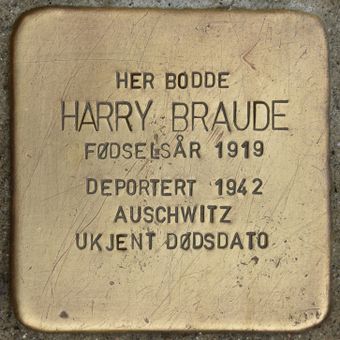 HER BODDE
HARRY BRAUDE
FØDSELSÅR 1919
DEPORTERT 1942
AUSCHWITZ
UKJENT DØDSDATO